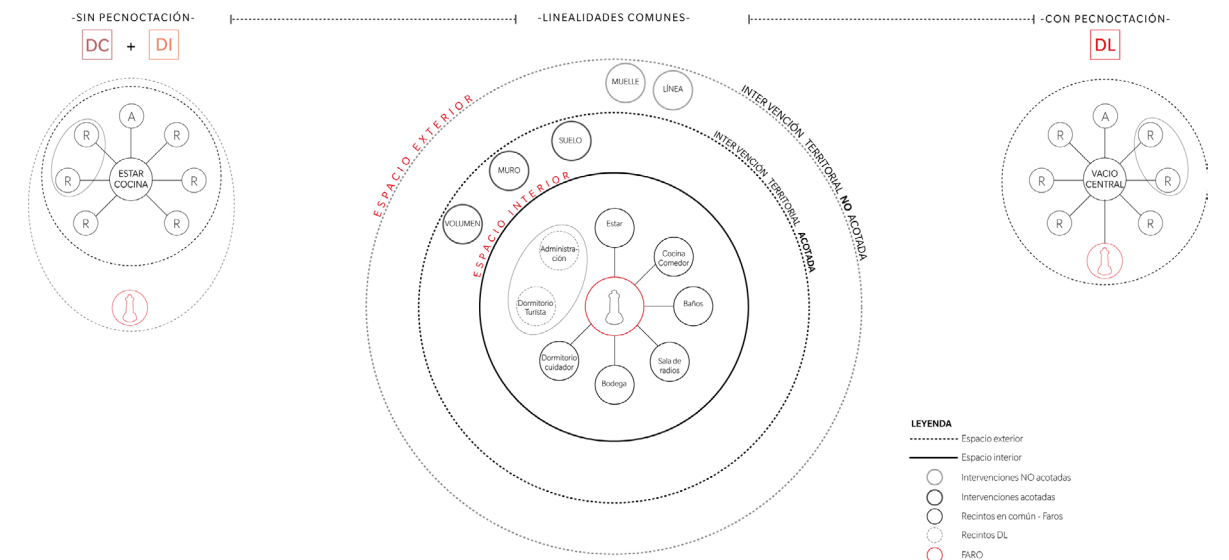 -SIN PECNOCTACIÓN-
-LINEALIDADES COMUNES-
-CON PECNOCTACIÓN-
DC + DI
DL
A
R
R
R
R
R
R
ESTAR
COCINA
ESPACIO EXTERIOR
ESPACIO INTERIOR
INTERVENCIÓN TERRITORIAL NO ACOTADA
INTERVENCIÓN TERRITORIAL ACOTADA
MUELLE
LÍNEA
SUELO
MURO
VOLUMEN
Estar
Cocina
Comedor
Baños
Sala de
radios
Bodega
Dormitorio
cuidador
Dormitorio
Turista
Administra-
ción
A
R
R
R
R
R
R
VACIO
CENTRAL
LEYENDA
Espacio exterior
Espacio interior
Intervenciones NO acotadas
Intervenciones acotadas
Recintos en común - Faros
Recintos DL
FARO